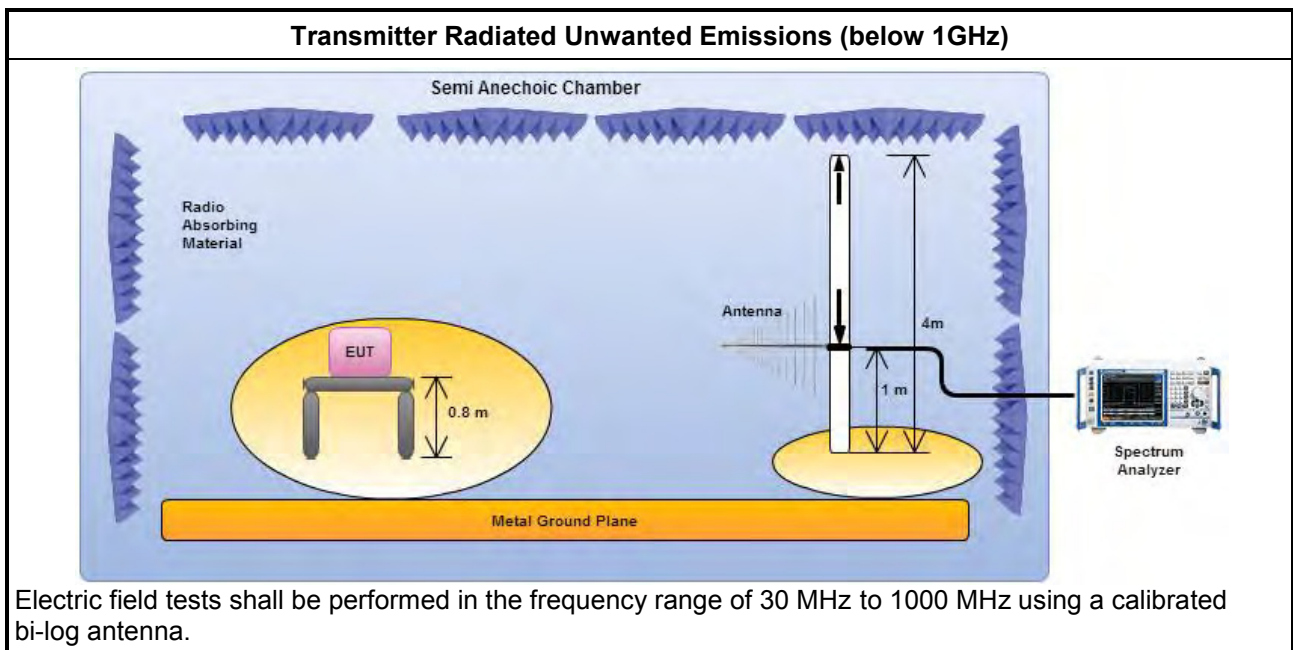 Transmitter Radiated Unwanted Emissions (below 1GHz)
Semi Anechoic Chamber
Radio
Absorbing
Material
Antenna
4m
EUT
1 m
0.8 m
Spectrum
Analyzer
Metal Ground Plane
Electric field tests shall be performed in the frequency range of 30 MHz to 1000 MHz using a calibrated
bi-log antenna.